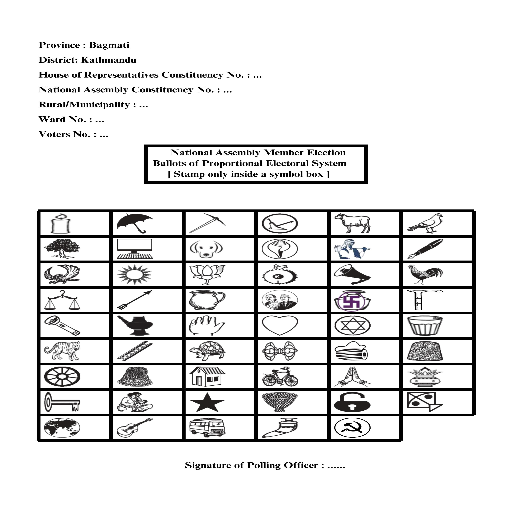 Province : Bagmati
District: Kathmandu
House of Representatives Constituency No. : ...
National Assembly Constituency No. : ...
Rural/Municipality : ...
Ward No. : ...
Voters No. : ...
National Assembly Member Election
Ballots of Proportional Electoral System
[ Stamp only inside a symbol box ]
Signature of Polling Officer : ......